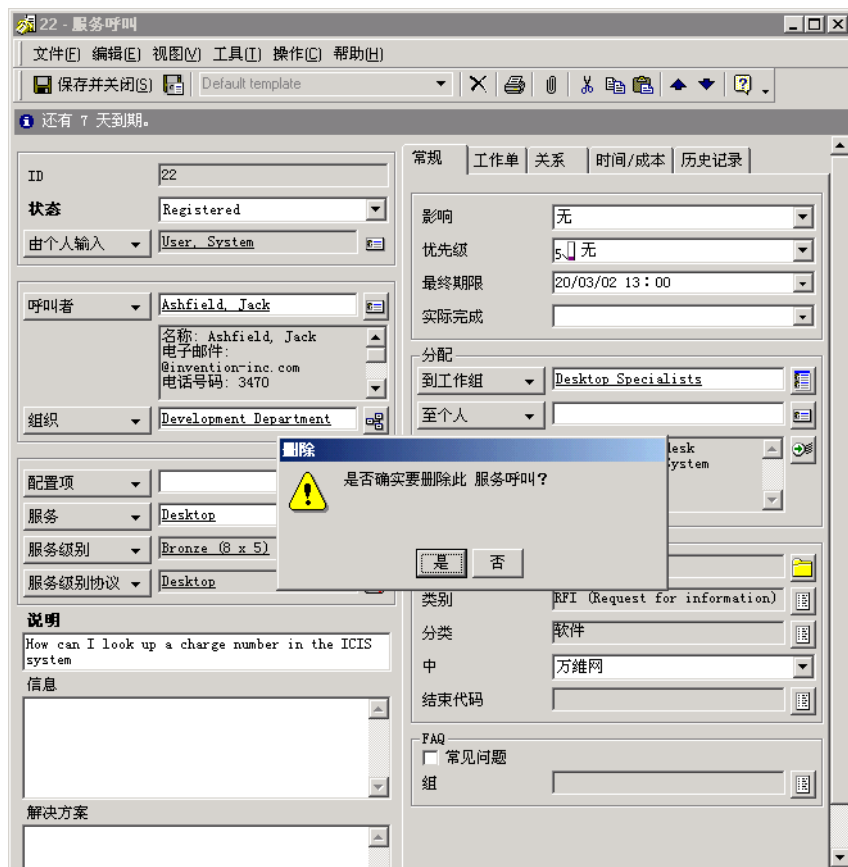 22 - 服务呼叫
文件(F) 编辑(E) 视图(V) 工具(T) 操作(C) 帮助(H)
保存并关闭(S) Default template
还有 7 天到期。
ID 22
状态 Registered
由个人输入 User, System
呼叫者 Ashfield, Jack
名称: Ashfield, Jack
电子邮件:
@invention-inc.com
电话号码: 3470
组织 Development Department
配置项
服务 Desktop
服务级别 Bronze (8 x 5)
服务级别协议 Desktop
说明
How can I look up a charge number in the ICIS
system
信息
解决方案
常规 工作单 关系 时间/成本 历史记录
影响 无
优先级 5 无
最终期限 20/03/02 13:00
实际完成
分配
到工作组 Desktop Specialists
至个人
删除
是否确实要删除此 服务呼叫?
是 否
类别 RFI (Request for information)
分类 软件
中 万维网
结束代码
FAQ
常见问题
组